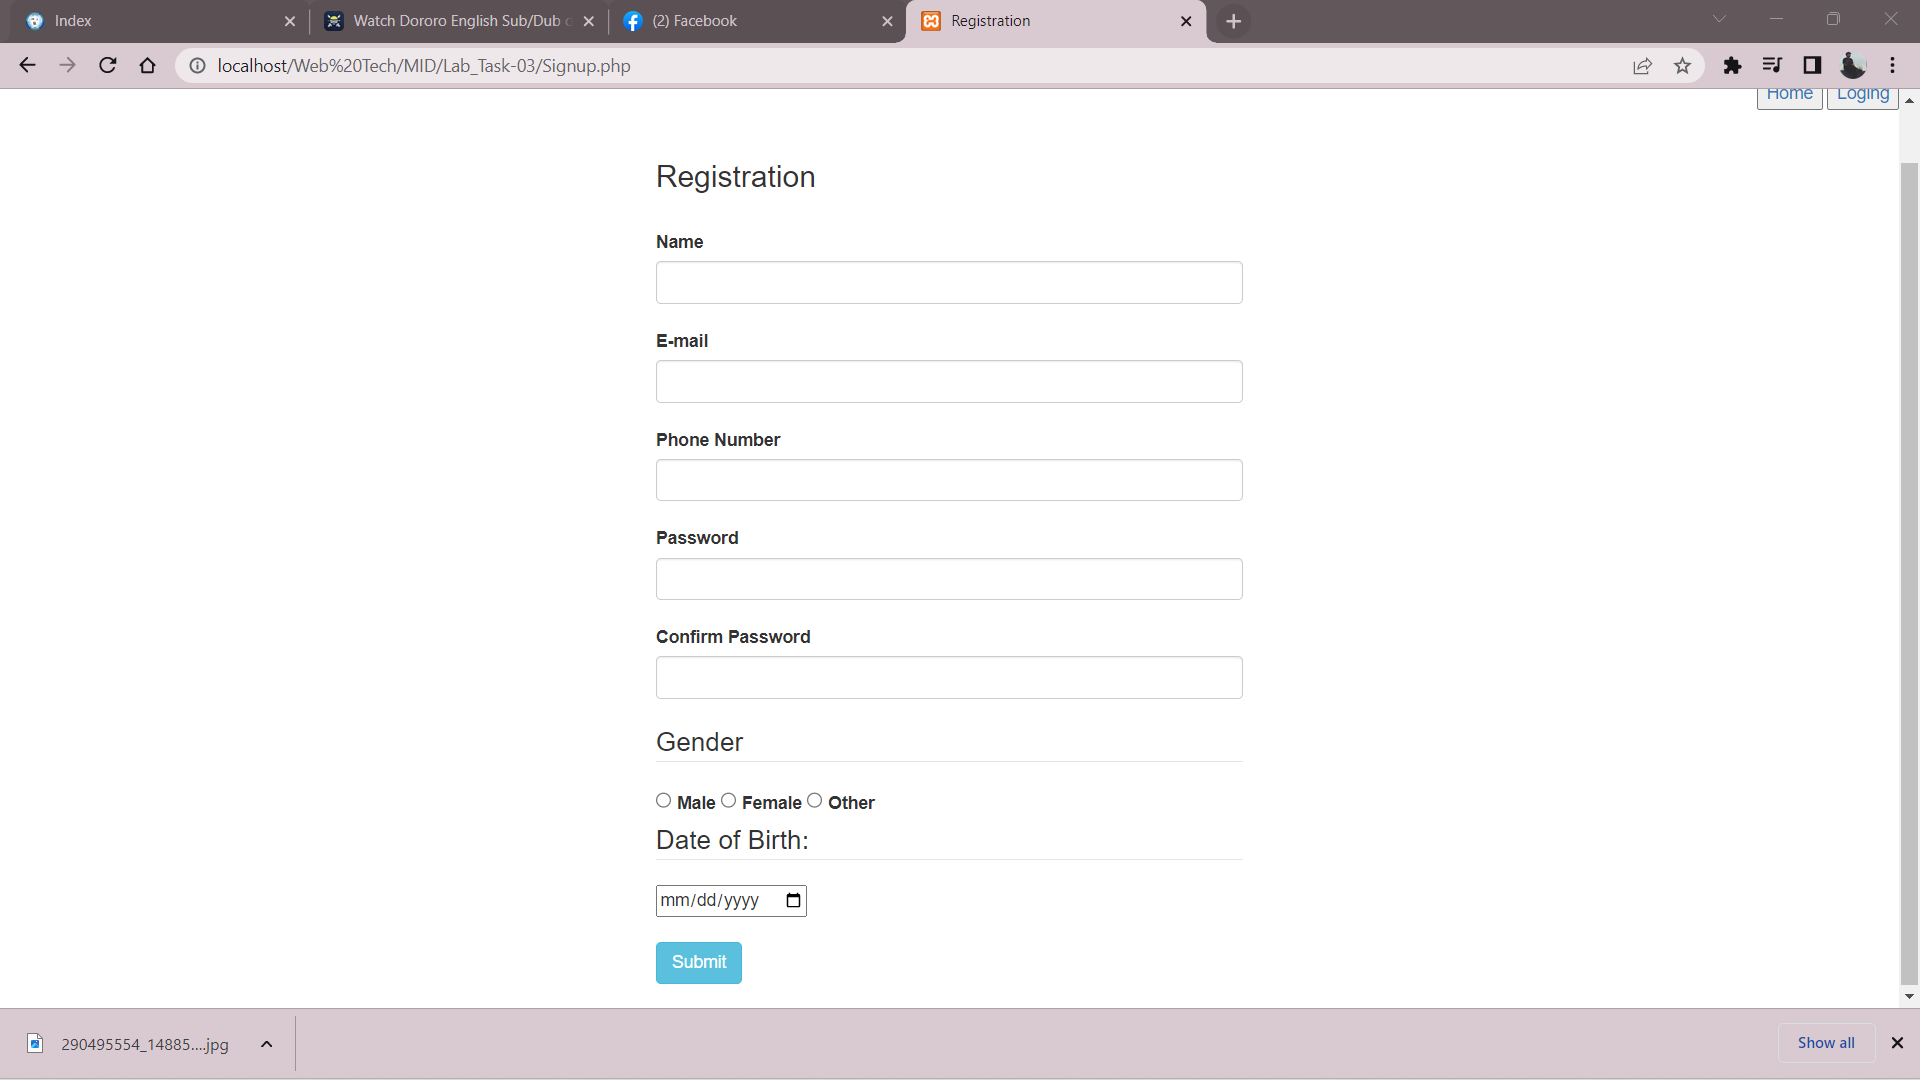 Index
Watch Dororo English Sub/Dub
(2) Facebook
Registration
localhost/Web%20Tech/MID/Lab_Task-03/Signup.php
Home Loging
Registration
Name
E-mail
Phone Number
Password
Confirm Password
Gender
Male Female Other
Date of Birth:
mm/dd/yyyy
Submit
290495554_14885....jpg
Show all